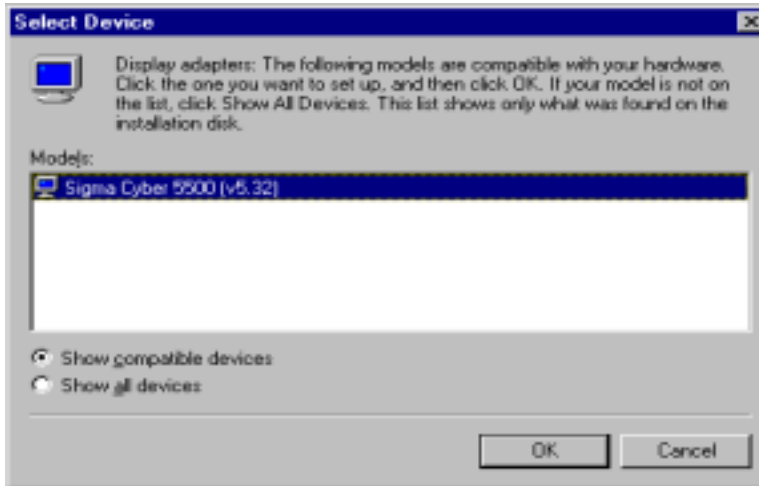 Select Device
Display adapters: The following models are compatible with your hardware.
Click the one you want to set up, and then click OK. If your model is not on
the list, click Show All Devices. This list shows only what was found on the
installation disk.
Models:
Sigma Cyber 5500 (v5.32)
Show compatible devices
Show all devices
OK Cancel